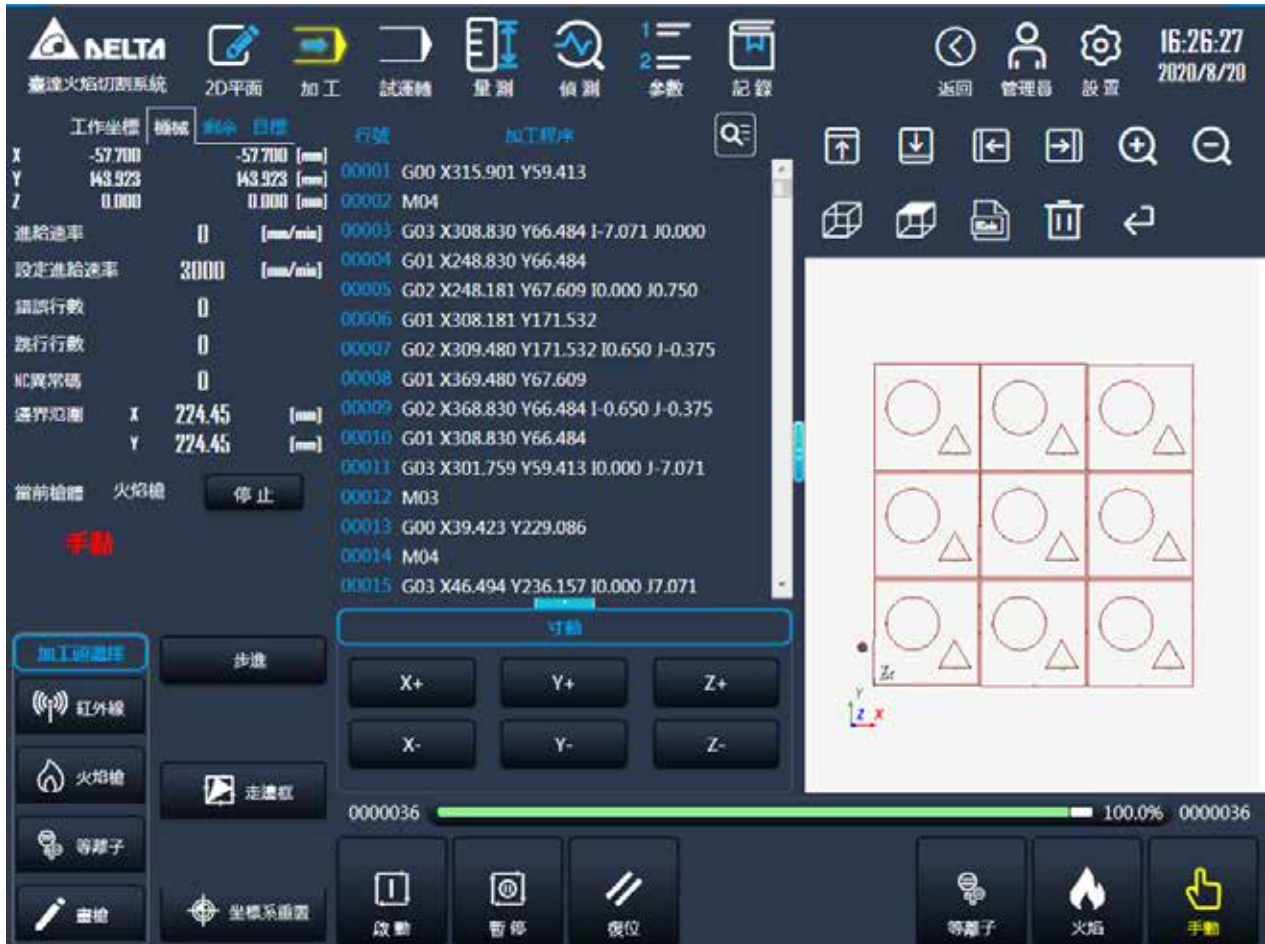 DELTA
臺達火焰切割系統
2D平面
加工
試運轉
量測
偵測
參數
記錄
返回
管理员
設置
16:26:27
2020/8/20
工作坐標 機械 剩余 目標
X -57.700 -57.700 [mm]
Y 143.923 143.923 [mm]
Z 0.000 0.000 [mm]
進給速率 0 [mm/min]
設定進給速率 3000 [mm/min]
錯誤行數 0
跳行行數 0
NC異常碼 0
邊界范圍 X 224.45 [mm]
Y 224.45 [mm]
當前槍體 火焰槍 停止
手動
行號 加工程序
00001 G00 X315.901 Y59.413
00002 M04
00003 G03 X308.830 Y66.484 I-7.071 J0.000
00004 G01 X248.830 Y66.484
00005 G02 X248.181 Y67.609 I0.000 J0.750
00006 G01 X308.181 Y171.532
00007 G02 X309.480 Y171.532 I0.650 J-0.375
00008 G01 X369.480 Y67.609
00009 G02 X368.830 Y66.484 I-0.650 J-0.375
00010 G01 X308.830 Y66.484
00011 G03 X301.759 Y59.413 I0.000 J-7.071
00012 M03
00013 G00 X39.423 Y229.086
00014 M04
00015 G03 X46.494 Y236.157 I0.000 J7.071
加工頭選擇
紅外線
火焰槍
等離子
畫槍
步進
走邊框
坐標系重置
寸動
X+ Y+ Z+
X- Y- Z-
Y
Z X
0000036 100.0% 0000036
啟動
暫停
復位
等離子
火焰
手動